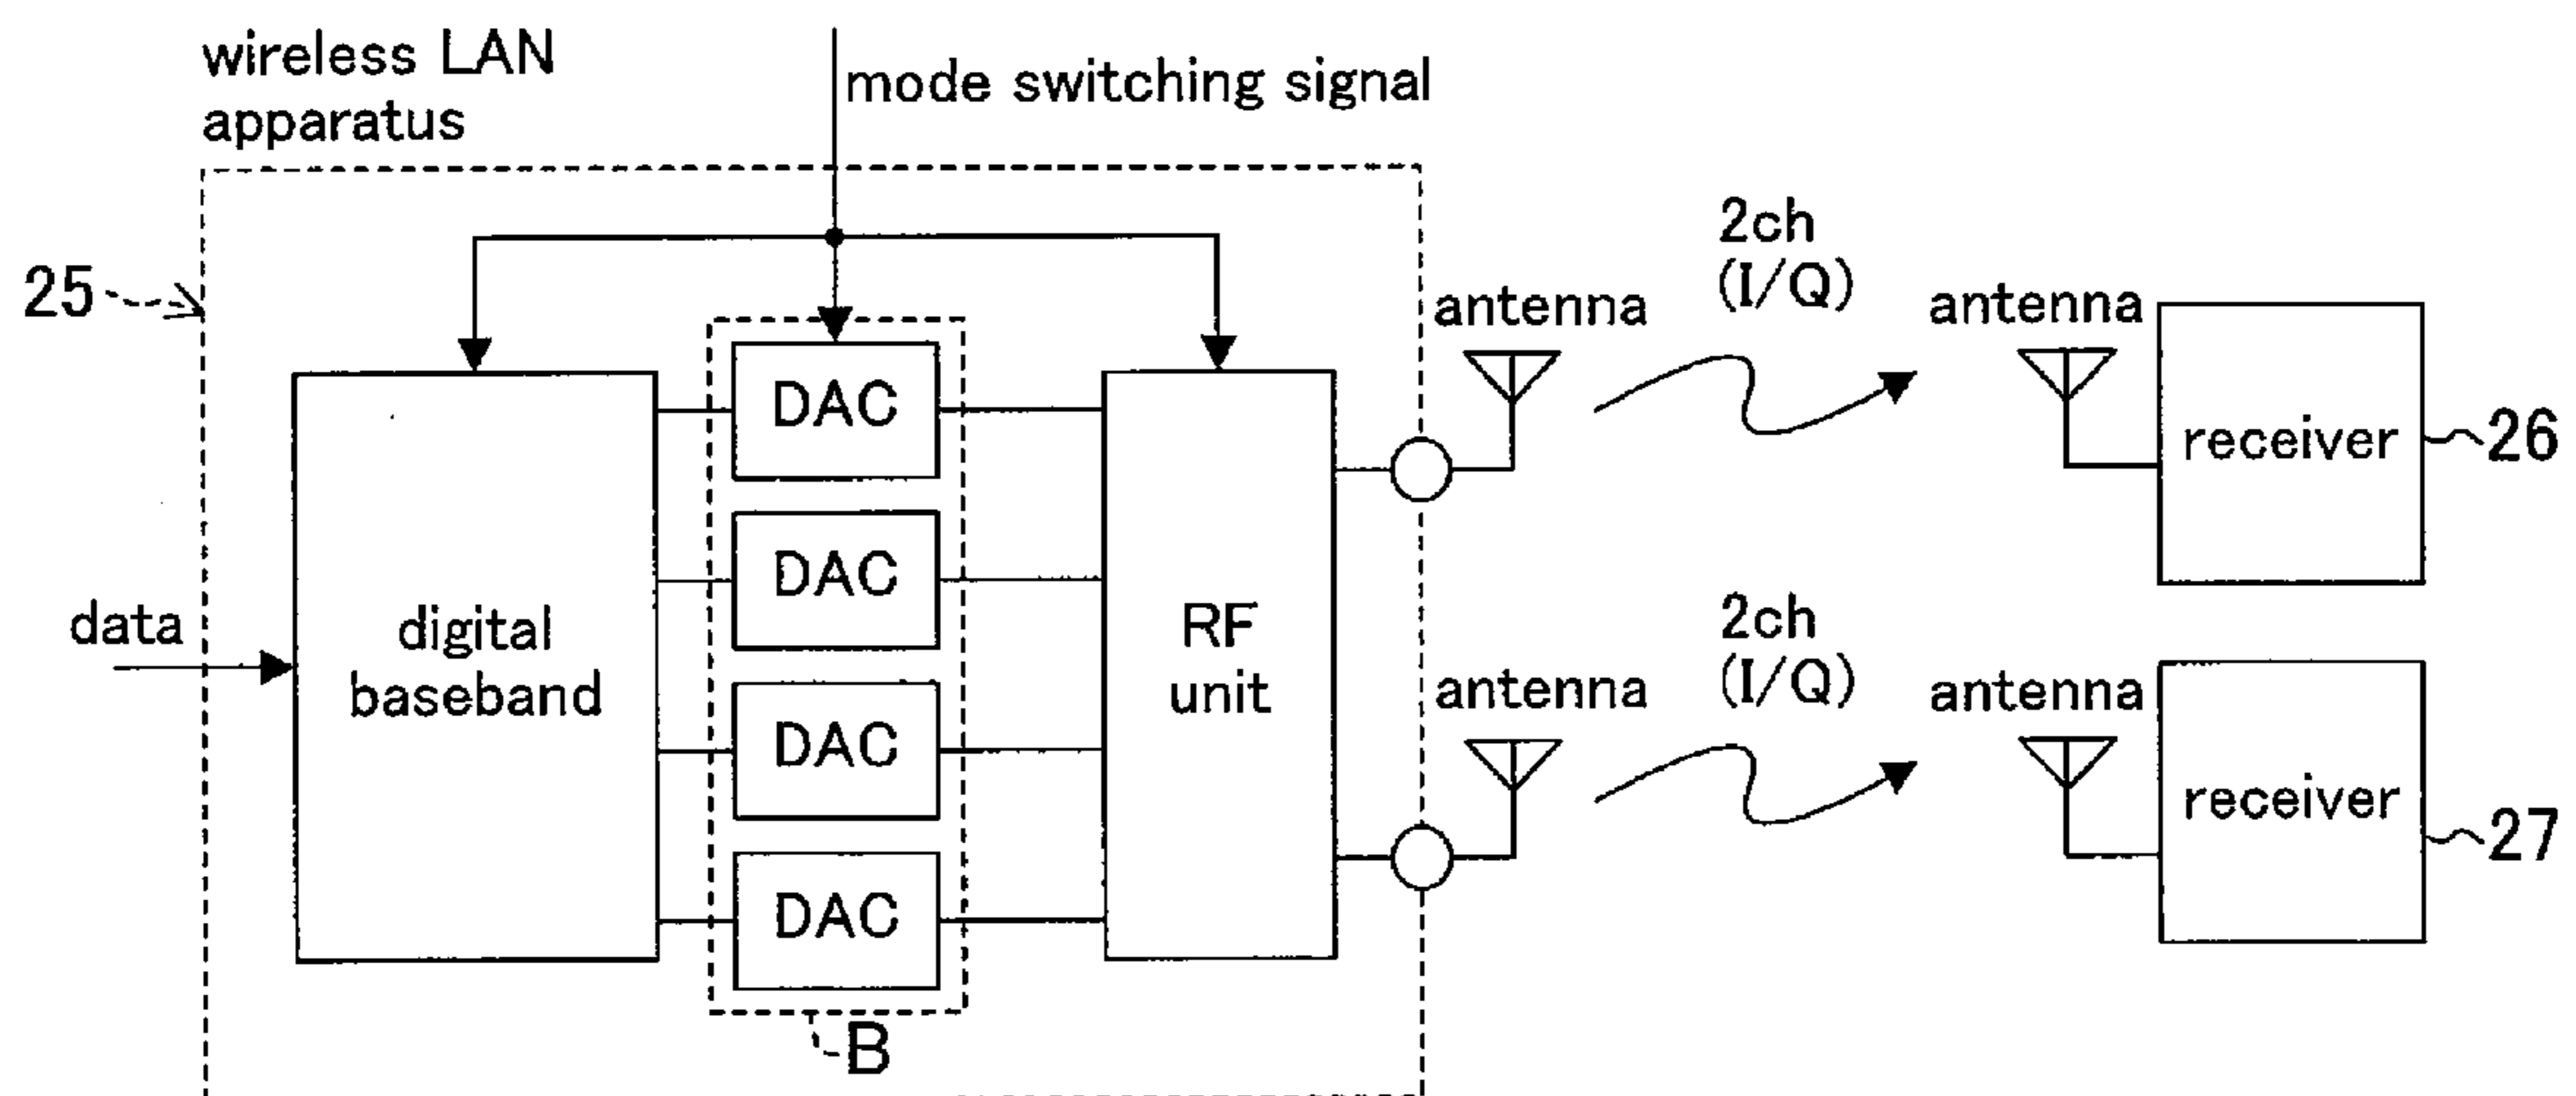 wireless LAN
apparatus
mode switching signal
25
data
digital
baseband
DAC
DAC
DAC
DAC
B
RF
unit
antenna
2ch
(I/Q)
antenna
receiver
26
antenna
2ch
(I/Q)
antenna
receiver
27